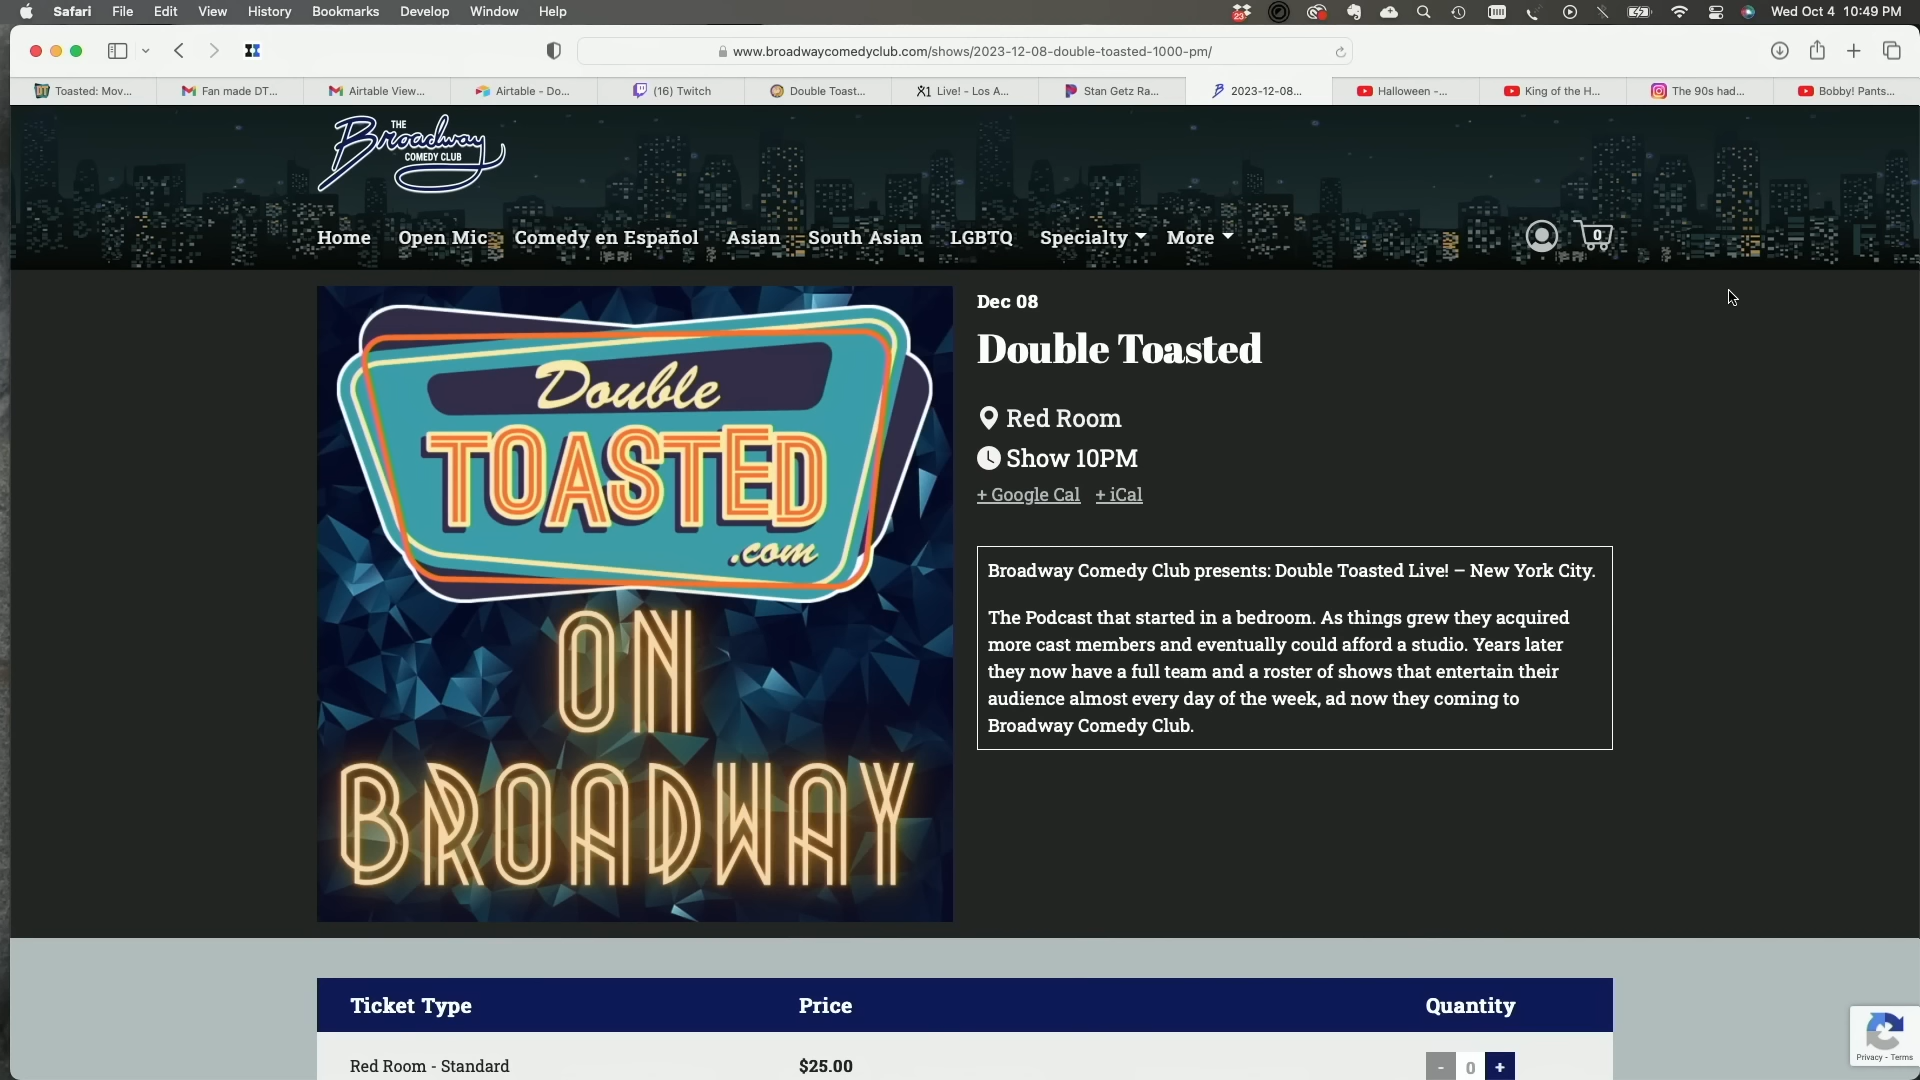 Safari File Edit View History Bookmarks Develop Window Help 23 Wed Oct 4 10:49 PM
www.broadwaycomedyclub.com/shows/2023-12-08-double-toasted-1000-pm/
Toasted: Mov... Fan made DT... Airtable View... Airtable - Do... (16) Twitch Double Toast... X1 Live! - Los A... Stan Getz Ra... 2023-12-08... Halloween -... King of the H... The 90s had... Bobby! Pants...
THE
Broadway
COMEDY CLUB
Home Open Mic Comedy en Español Asian South Asian LGBTQ Specialty More 0
Double
TOASTED
.com
ON
BROADWAY
Dec 08
Double Toasted
Red Room
Show 10PM
+ Google Cal + iCal
Broadway Comedy Club presents: Double Toasted Live! – New York City.
The Podcast that started in a bedroom. As things grew they acquired
more cast members and eventually could afford a studio. Years later
they now have a full team and a roster of shows that entertain their
audience almost every day of the week, ad now they coming to
Broadway Comedy Club.
Ticket Type Price Quantity
Red Room - Standard $25.00 - 0 +
Privacy - Terms